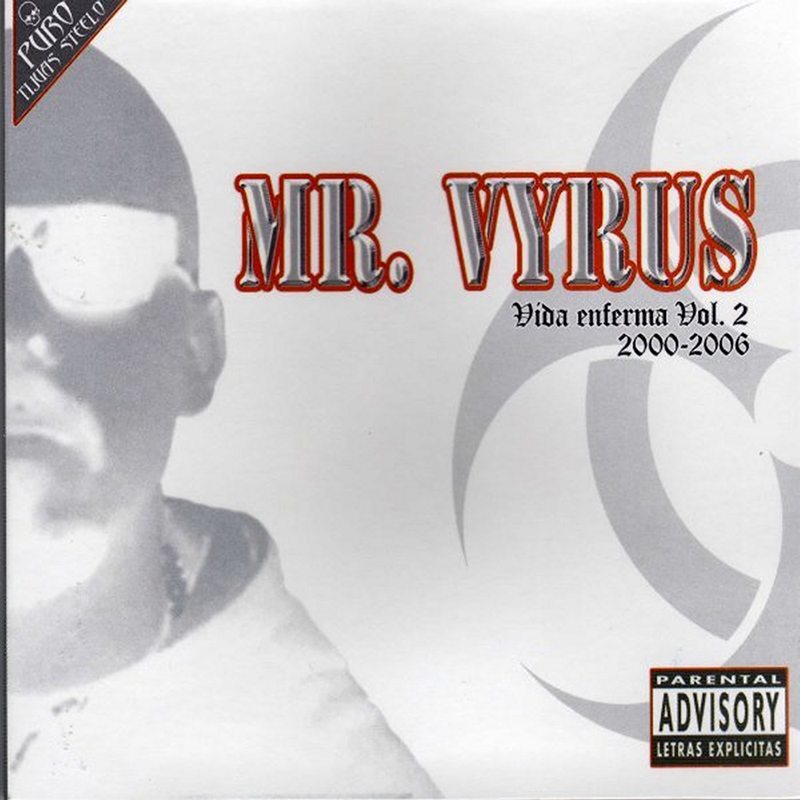 PURO
TIJUAS STEELO
MR. VYRUS
Vida enferma Vol. 2
2000-2006
PARENTAL
ADVISORY
LETRAS EXPLICITAS